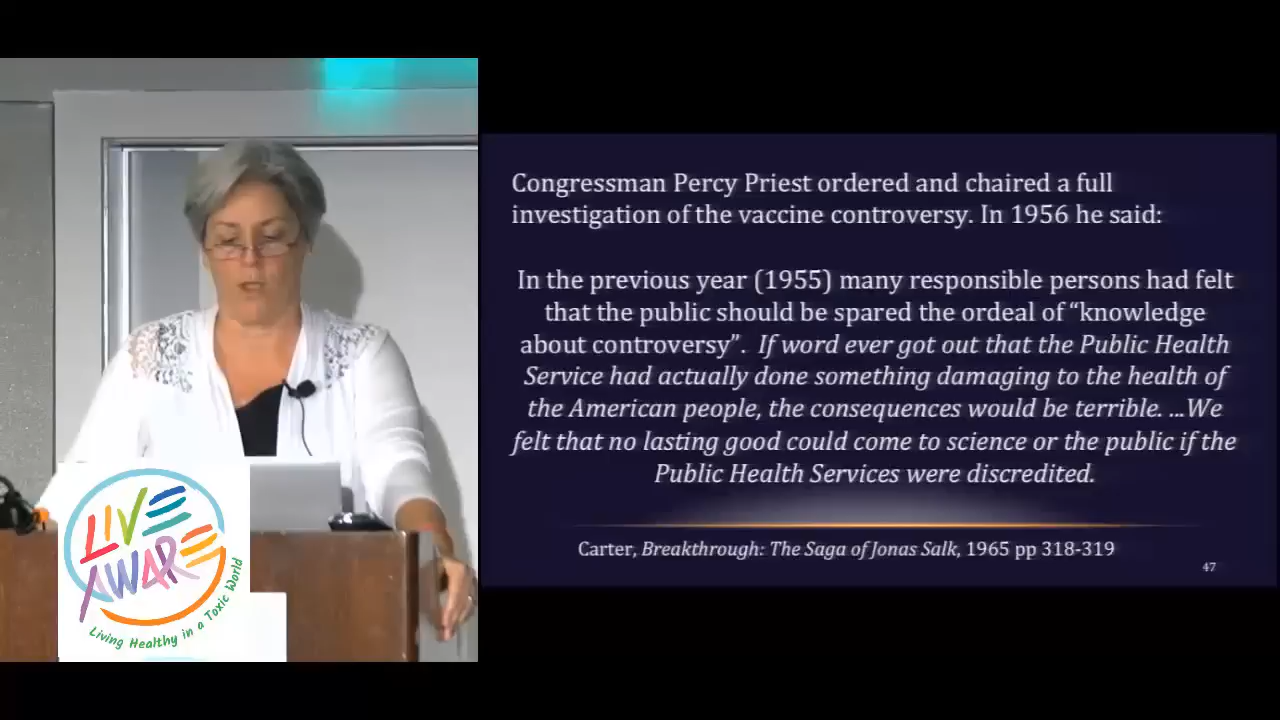 Congressman Percy Priest ordered and chaired a full
investigation of the vaccine controversy. In 1956 he said:
In the previous year (1955) many responsible persons had felt
that the public should be spared the ordeal of “knowledge
about controversy”. If word ever got out that the Public Health
Service had actually done something damaging to the health of
the American people, the consequences would be terrible. ...We
felt that no lasting good could come to science or the public if the
Public Health Services were discredited.
Carter, Breakthrough: The Saga of Jonas Salk, 1965 pp 318-319
47
LIVE
AWARE
Living Healthy in a Toxic World